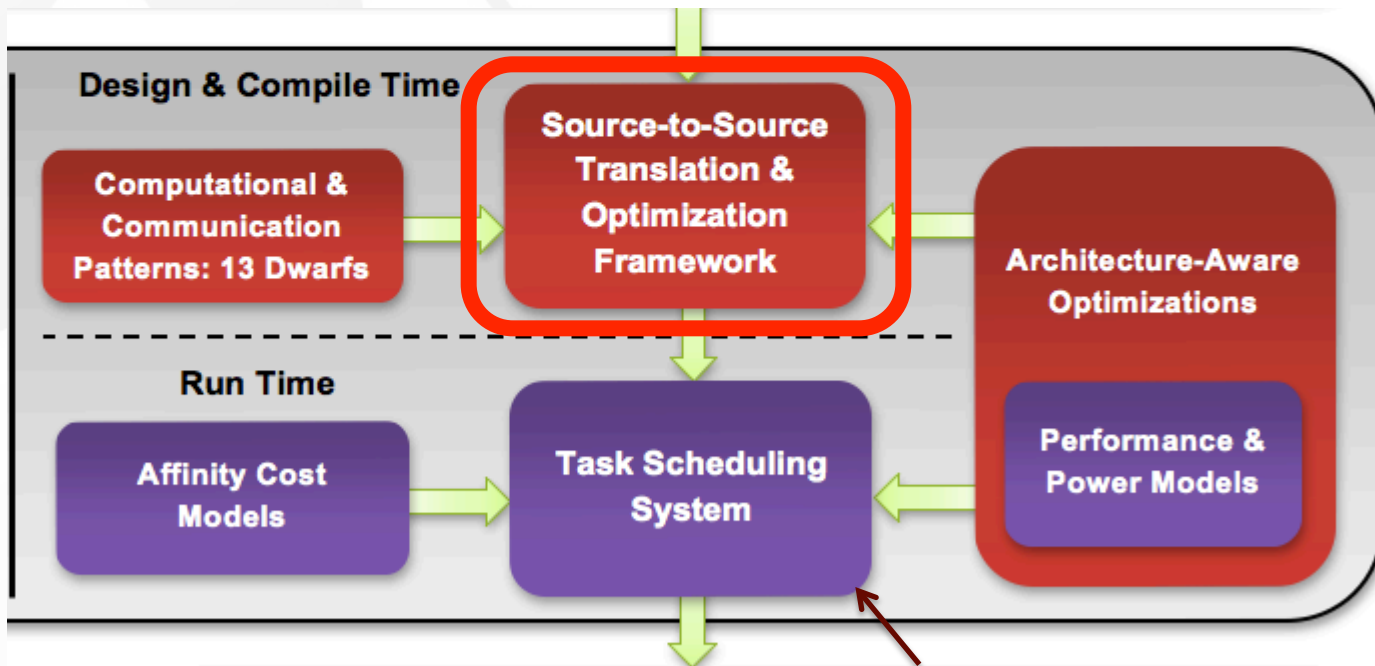 Design & Compile Time
Source-to-Source
Translation &
Optimization
Framework
Computational &
Communication
Patterns: 13 Dwarfs
Architecture-Aware
Optimizations
Run Time
Affinity Cost
Models
Task Scheduling
System
Performance &
Power Models